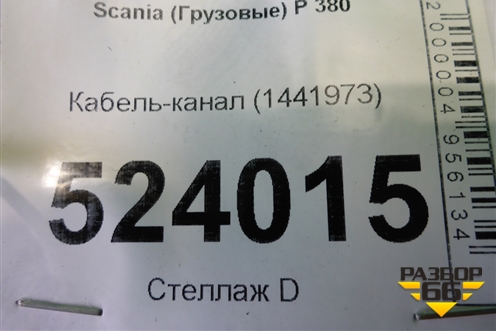 Scania (Грузовые) P 380
Кабель-канал (1441973)
524015
Стеллаж D
2000004956134
РАЗБОР
66